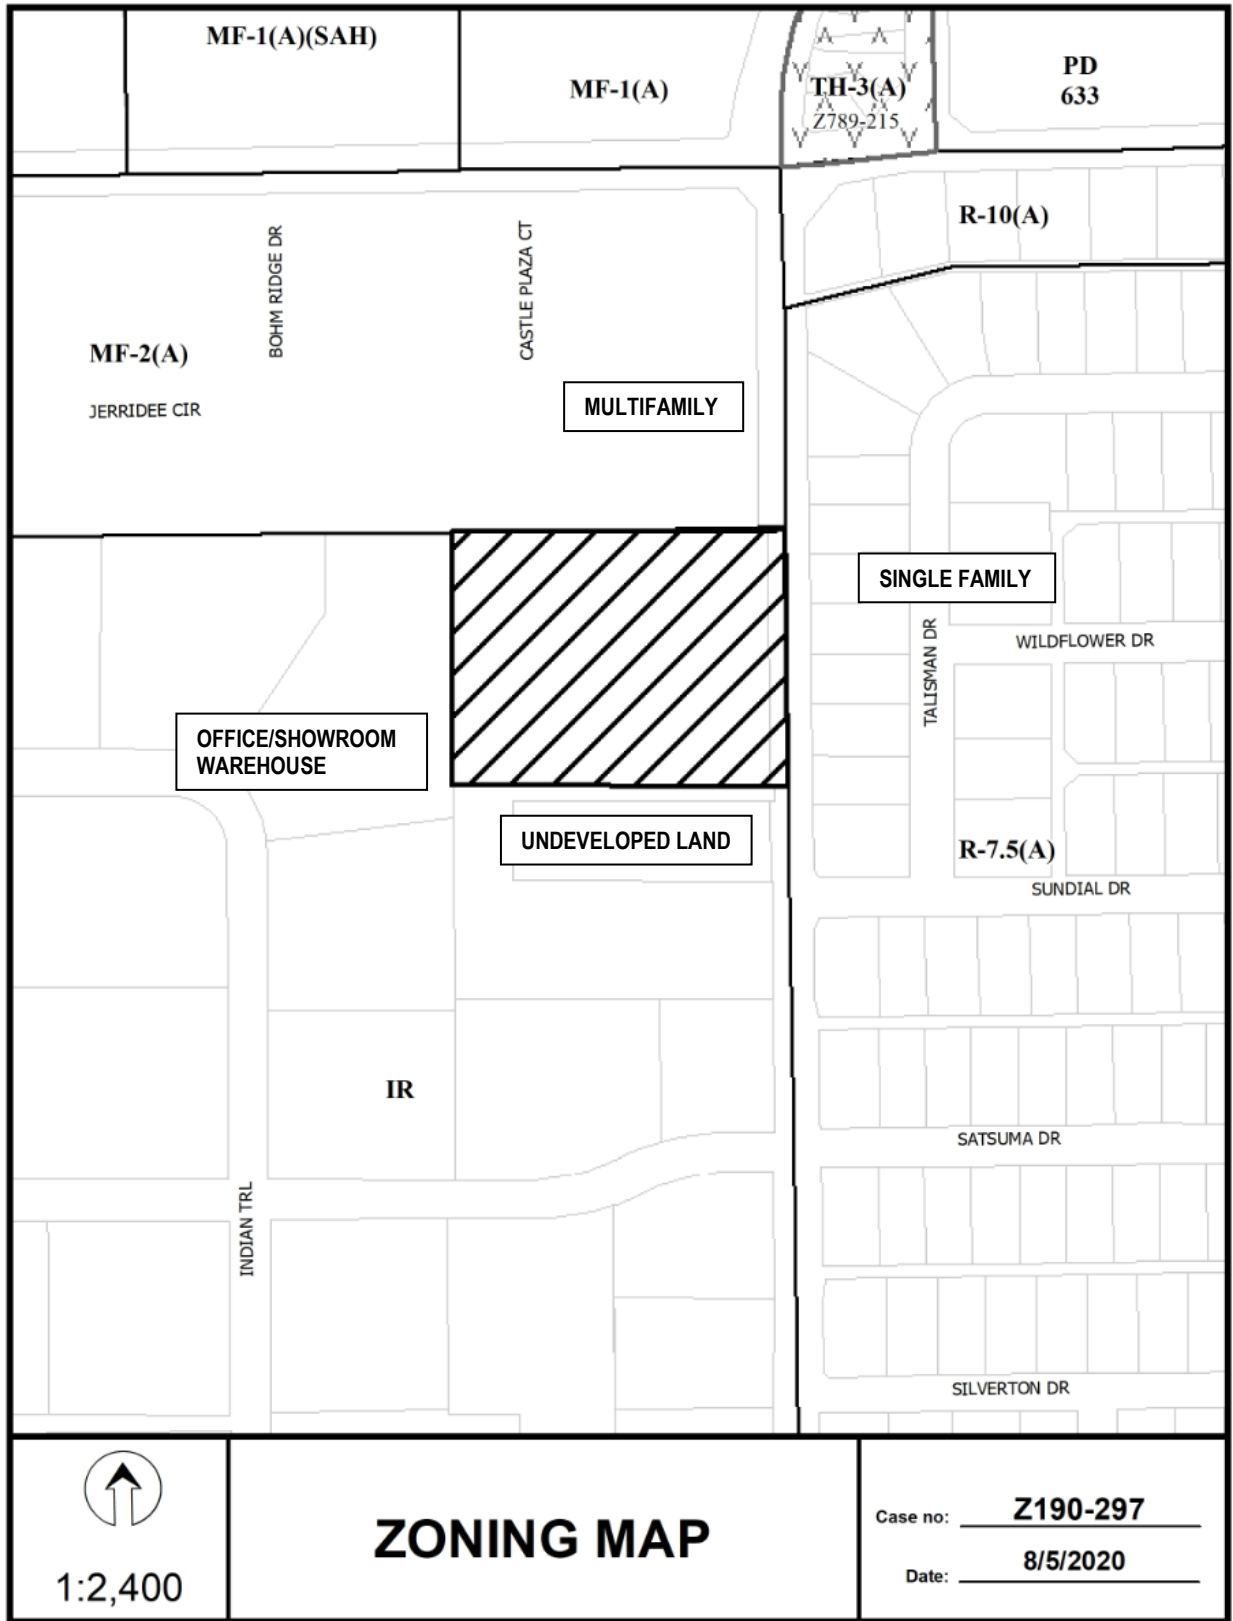 MF-1(A)(SAH)
MF-1(A)
TH-3(A)
Z789-215
PD
633
R-10(A)
BOHM RIDGE DR
CASTLE PLAZA CT
MF-2(A)
JERRIDEE CIR
MULTIFAMILY
SINGLE FAMILY
TALISMAN DR
WILDFLOWER DR
OFFICE/SHOWROOM
WAREHOUSE
UNDEVELOPED LAND
R-7.5(A)
SUNDIAL DR
IR
SATSUMA DR
INDIAN TRL
SILVERTON DR
1:2,400
ZONING MAP
Case no: Z190-297
Date: 8/5/2020